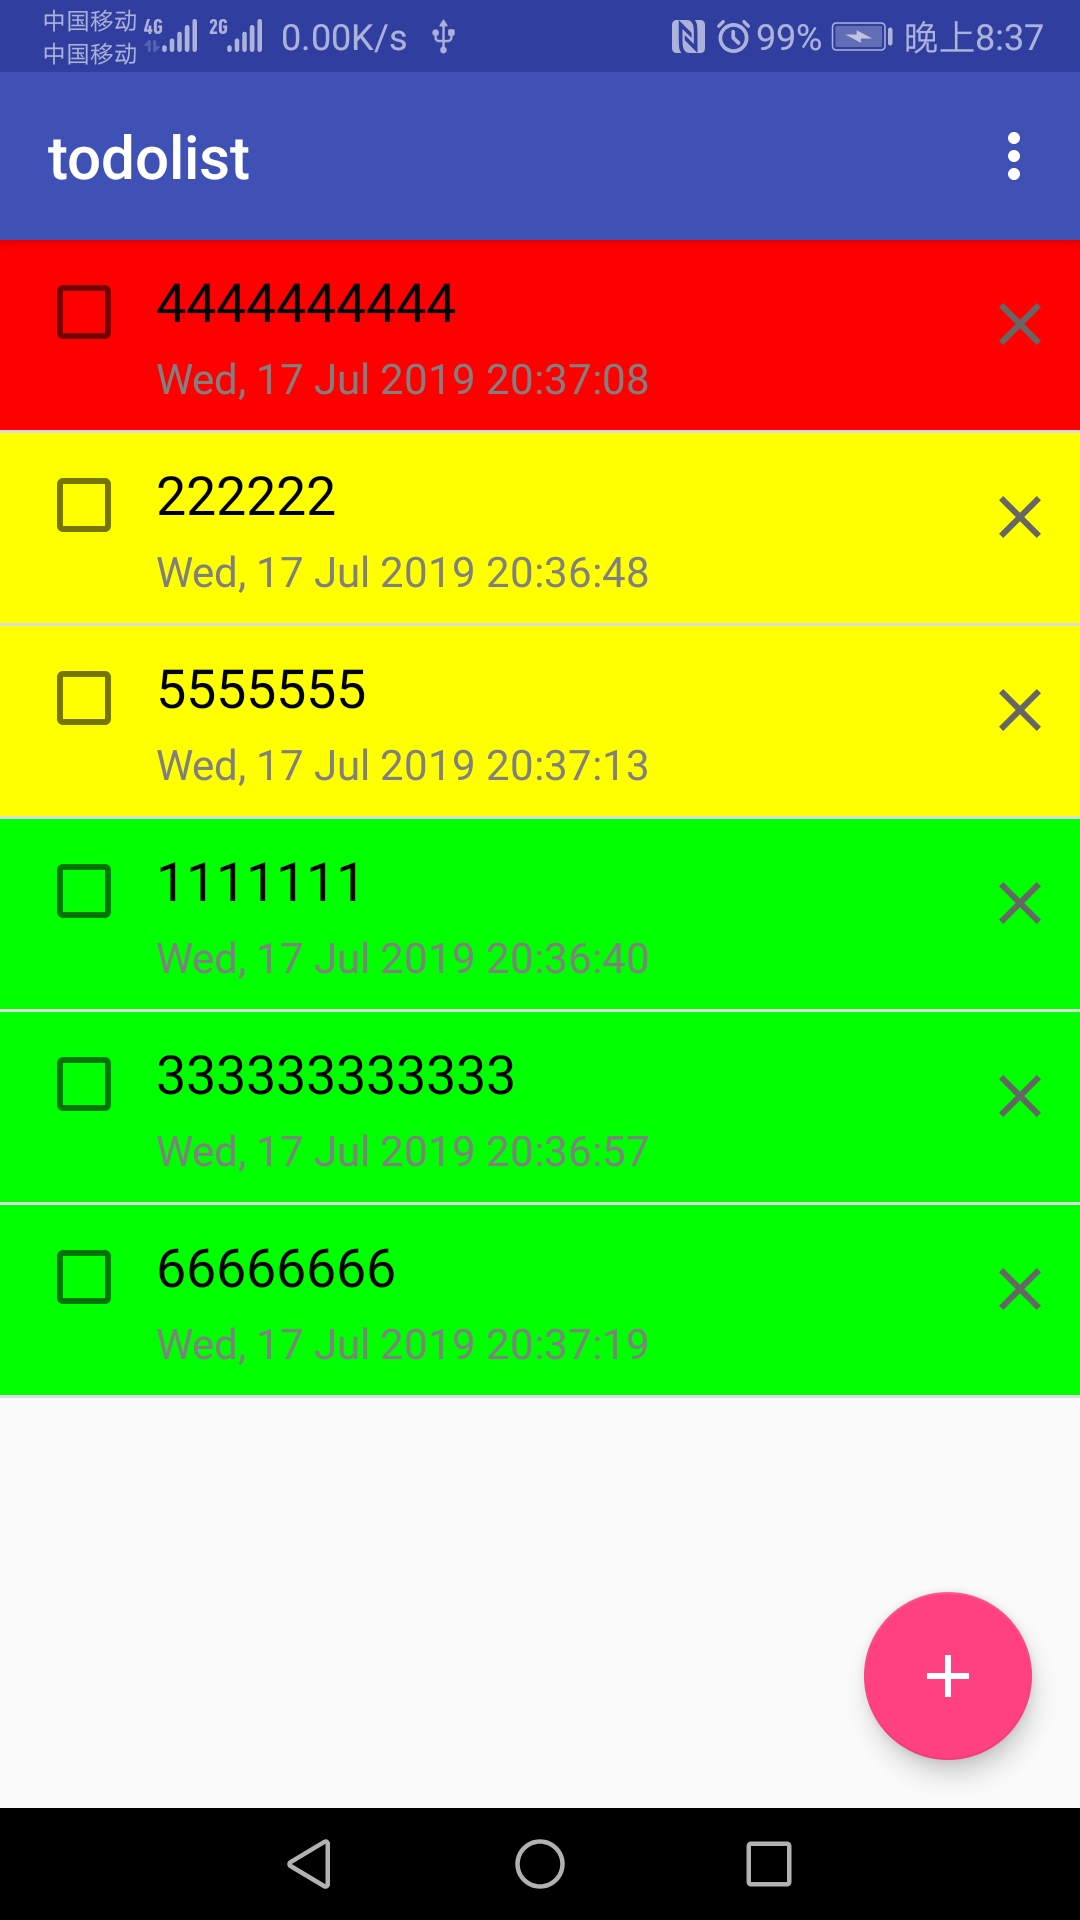 中国移动 4G 2G 0.00K/s 99% 晚上8:37
中国移动
todolist
4444444444
Wed, 17 Jul 2019 20:37:08
222222
Wed, 17 Jul 2019 20:36:48
5555555
Wed, 17 Jul 2019 20:37:13
1111111
Wed, 17 Jul 2019 20:36:40
333333333333
Wed, 17 Jul 2019 20:36:57
66666666
Wed, 17 Jul 2019 20:37:19